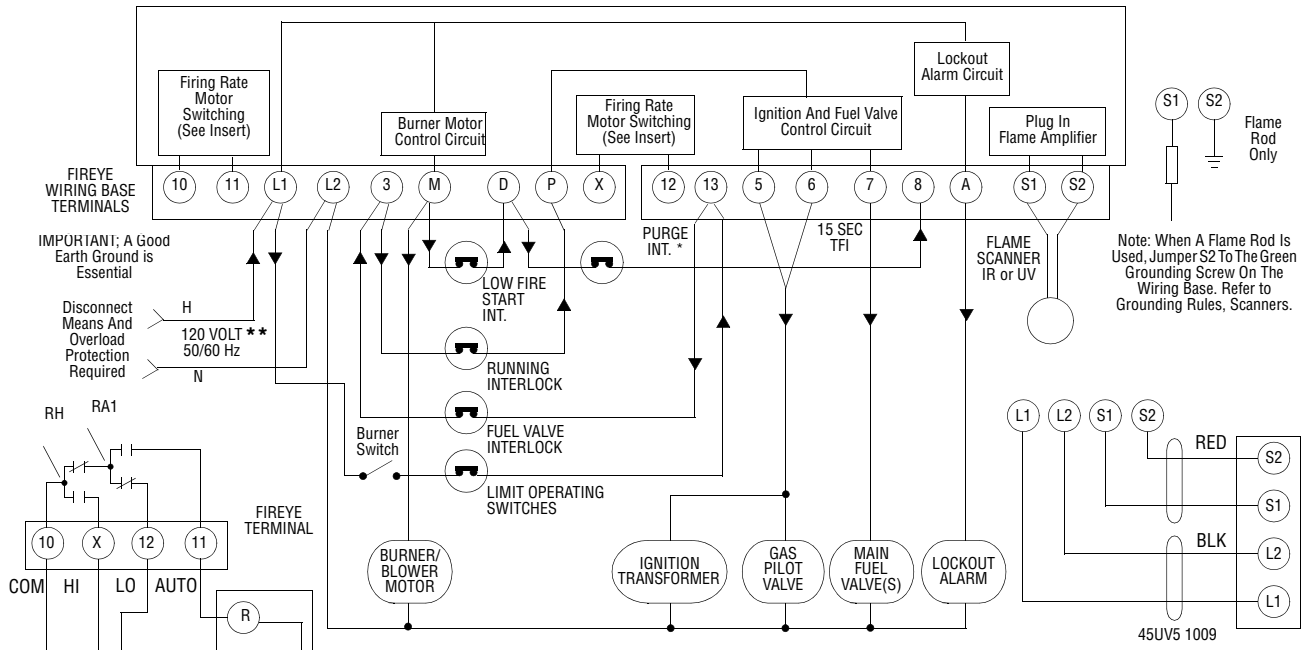 Firing Rate
Motor
Switching
(See Insert)
Burner Motor
Control Circuit
Firing Rate
Motor Switching
(See Insert)
Ignition And Fuel Valve
Control Circuit
Lockout
Alarm Circuit
Plug In
Flame Amplifier
S1 S2
Flame
Rod
Only
FIREYE
WIRING BASE
TERMINALS
10 11 L1 L2 3 M D P X 12 13 5 6 7 8 A S1 S2
IMPORTANT; A Good
Earth Ground is
Essential
PURGE
INT. *
15 SEC
TFI
FLAME
SCANNER
IR or UV
Note: When A Flame Rod Is
Used, Jumper S2 To The Green
Grounding Screw On The
Wiring Base. Refer to
Grounding Rules, Scanners.
LOW FIRE
START
INT.
Disconnect
Means And
Overload
Protection
Required
H
120 VOLT **
50/60 Hz
N
RUNNING
INTERLOCK
FUEL VALVE
INTERLOCK
Burner
Switch
LIMIT OPERATING
SWITCHES
RH RA1
FIREYE
TERMINAL
10 X 12 11
COM HI LO AUTO
R
BURNER/
BLOWER
MOTOR
IGNITION
TRANSFORMER
GAS
PILOT
VALVE
MAIN
FUEL
VALVE(S)
LOCKOUT
ALARM
L1 L2 S1 S2
RED
S2
S1
BLK
L2
L1
45UV5 1009